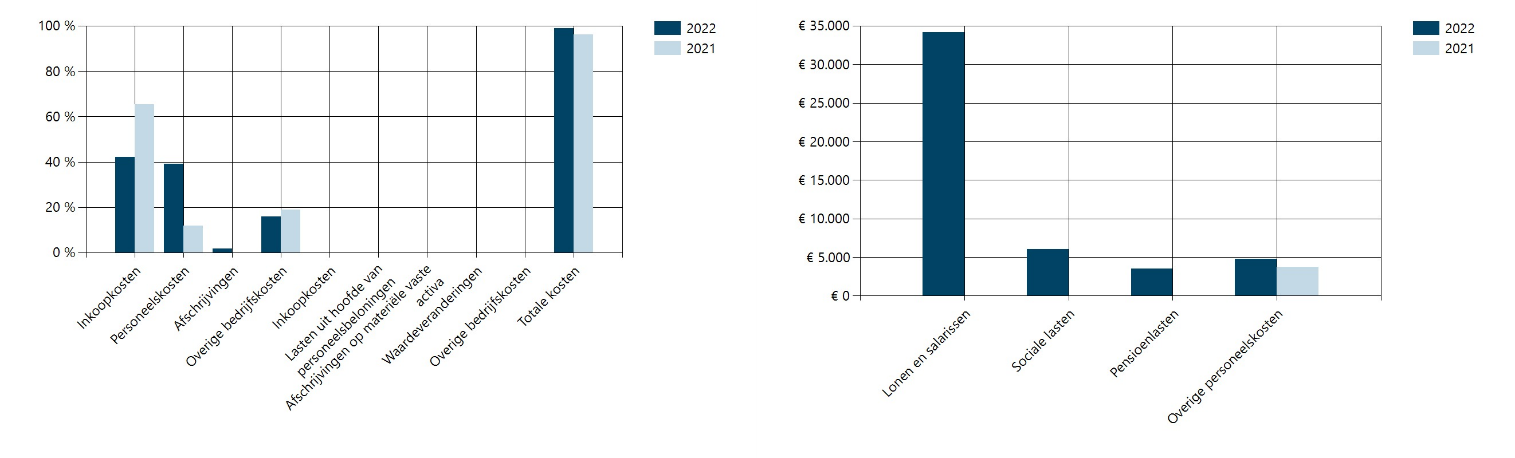 100 %
80 %
60 %
40 %
20 %
0 %
Inkoopkosten
Personeelskosten
Afschrijvingen
Overige bedrijfskosten
Inkoopkosten
Lasten uit hoofde van
personeelsbeloningen
Afschrijvingen op materiële vaste
activa
Waardeveranderingen
Overige bedrijfskosten
Totale kosten
2022
2021
€ 35.000
€ 30.000
€ 25.000
€ 20.000
€ 15.000
€ 10.000
€ 5.000
€ 0
Lonen en salarissen
Sociale lasten
Pensioenlasten
Overige personeelskosten
2022
2021